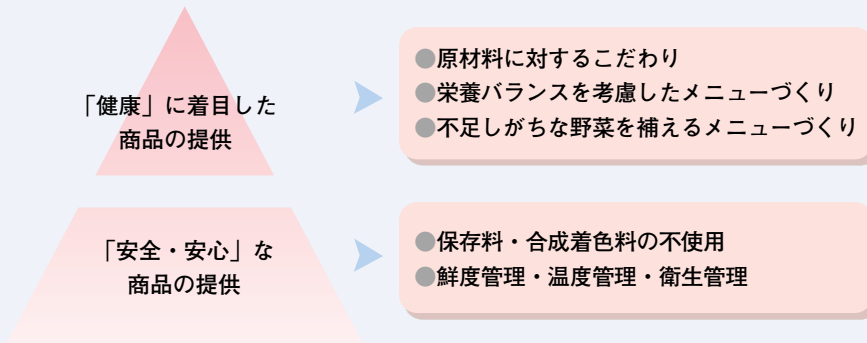 「健康」に着目した
商品の提供
●原材料に対するこだわり
●栄養バランスを考慮したメニューづくり
●不足しがちな野菜を補えるメニューづくり
「安全・安心」な
商品の提供
●保存料・合成着色料の不使用
●鮮度管理・温度管理・衛生管理